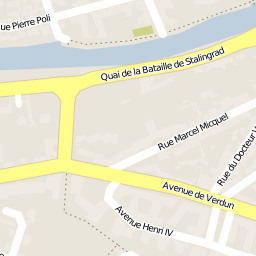 ue Pierre Poli
Quai de la Bataille de Stalingrad
Rue Marcel Micquel
Rue du Docteur
Avenue de Verdun
Avenue Henri IV